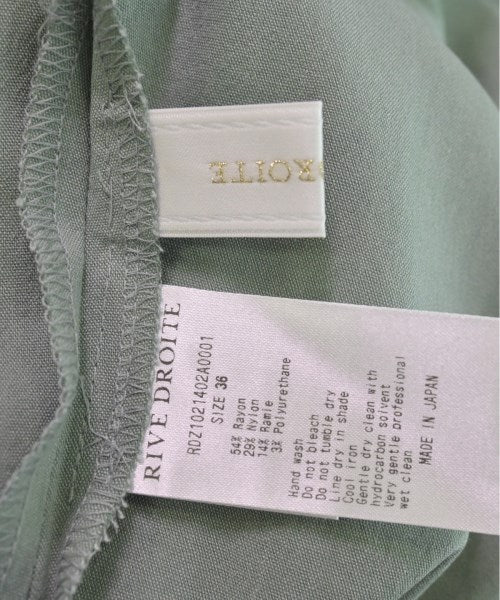 DROITE
RIVE DROITE
RDZ1021402A0001
SIZE 36
54% Rayon
29% Nylon
14% Ramie
3% Polyurethane
Hand wash
Do not bleach
Do not tumble dry
Line dry in shade
Cool iron
Gentle dry clean with
hydrocarbon solvent
Very gentle professional
wet clean
MADE IN JAPAN